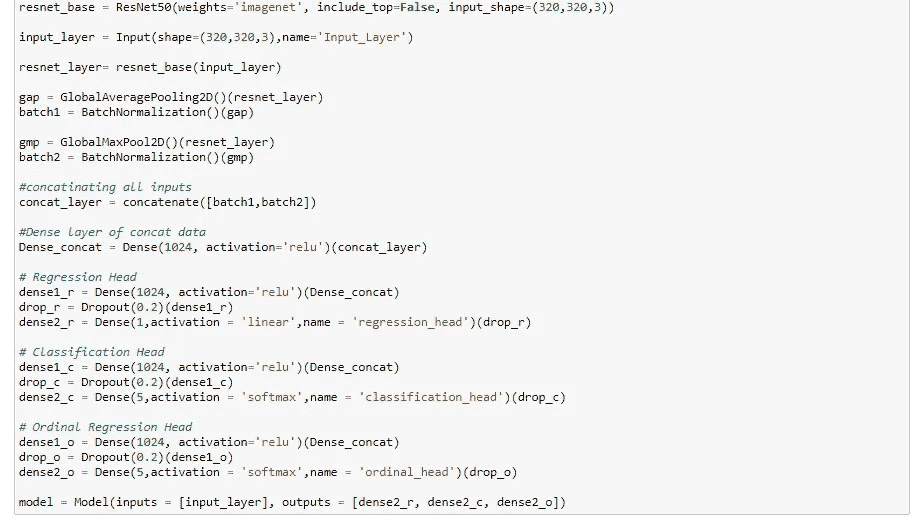 resnet_base = ResNet50(weights='imagenet', include_top=False, input_shape=(320,320,3))
input_layer = Input(shape=(320,320,3),name='Input_Layer')
resnet_layer= resnet_base(input_layer)
gap = GlobalAveragePooling2D()(resnet_layer)
batch1 = BatchNormalization()(gap)
gmp = GlobalMaxPool2D()(resnet_layer)
batch2 = BatchNormalization()(gmp)
#concatinating all inputs
concat_layer = concatenate([batch1,batch2])
#Dense layer of concat data
Dense_concat = Dense(1024, activation='relu')(concat_layer)
# Regression Head
dense1_r = Dense(1024, activation='relu')(Dense_concat)
drop_r = Dropout(0.2)(dense1_r)
dense2_r = Dense(1,activation = 'linear',name = 'regression_head')(drop_r)
# Classification Head
dense1_c = Dense(1024, activation='relu')(Dense_concat)
drop_c = Dropout(0.2)(dense1_c)
dense2_c = Dense(5,activation = 'softmax',name = 'classification_head')(drop_c)
# Ordinal Regression Head
dense1_o = Dense(1024, activation='relu')(Dense_concat)
drop_o = Dropout(0.2)(dense1_o)
dense2_o = Dense(5,activation = 'softmax',name = 'ordinal_head')(drop_o)
model = Model(inputs = [input_layer], outputs = [dense2_r, dense2_c, dense2_o])